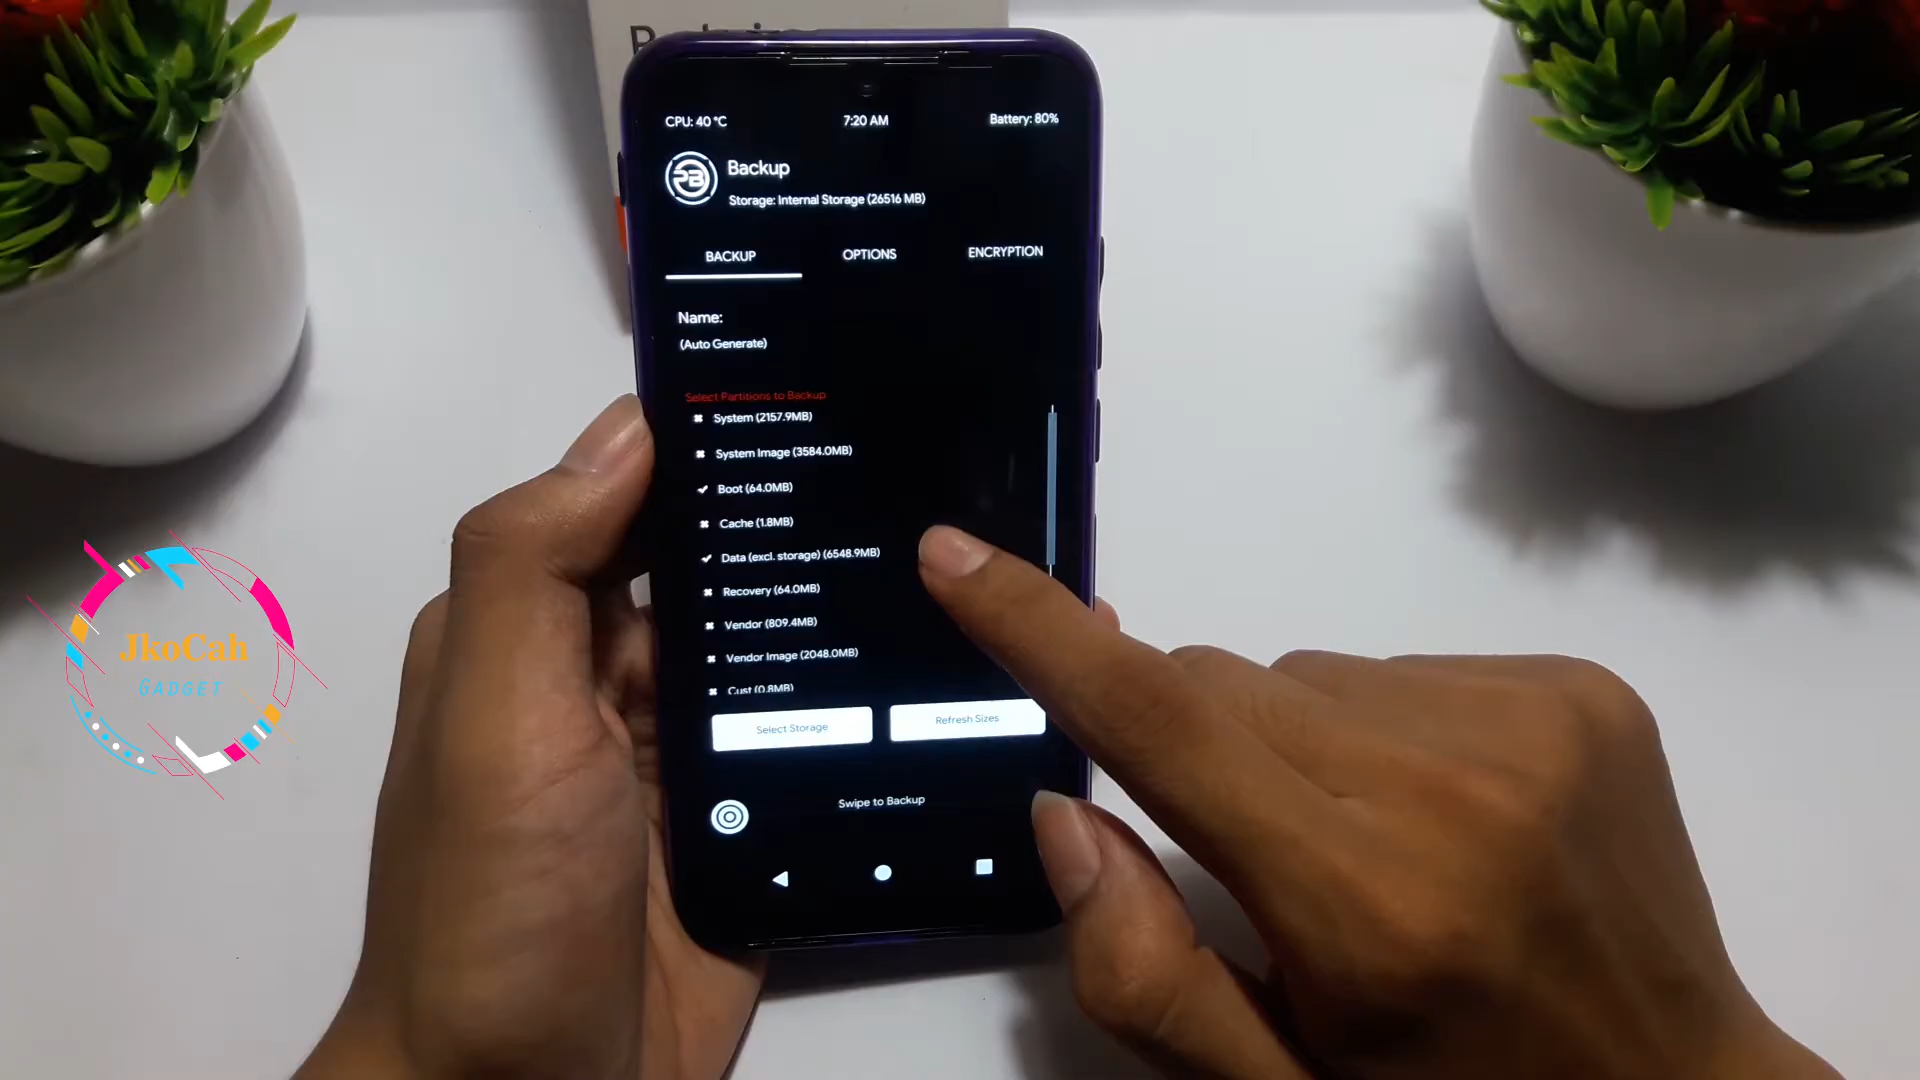 CPU: 40 °C 7:20 AM Battery: 80%
PB
Backup
Storage: Internal Storage (26516 MB)
BACKUP OPTIONS ENCRYPTION
Name:
(Auto Generate)
Select Partitions to Backup
System (2157.9MB)
System Image (3584.0MB)
Boot (64.0MB)
Cache (1.8MB)
Data (excl. storage) (6548.9MB)
Recovery (64.0MB)
Vendor (809.4MB)
Vendor Image (2048.0MB)
Cust (0.8MB)
Select Storage Refresh Sizes
Swipe to Backup
JkoCah
GADGET